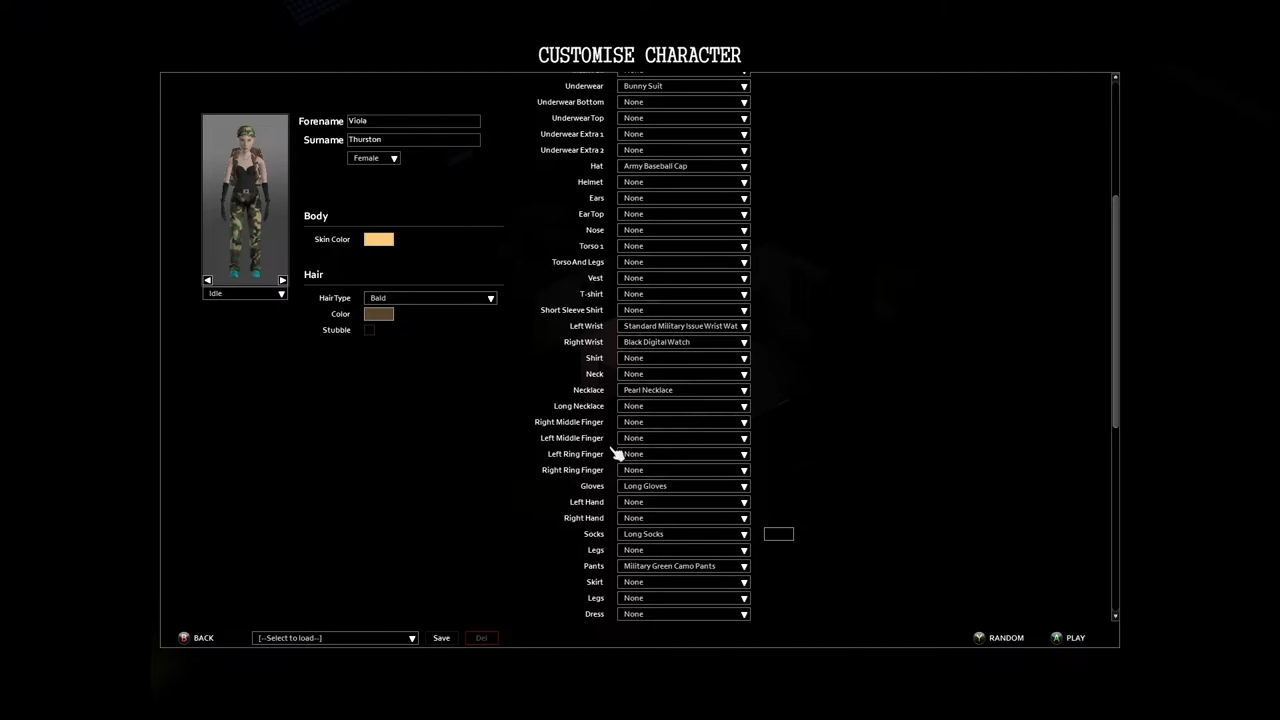 CUSTOMISE CHARACTER
Forename Viola
Surname Thurston
Female
Idle
Body
Skin Color
Hair
Hair Type Bald
Color
Stubble
Underwear Bunny Suit
Underwear Bottom None
Underwear Top None
Underwear Extra 1 None
Underwear Extra 2 None
Hat Army Baseball Cap
Helmet None
Ears None
Ear Top None
Nose None
Torso 1 None
Torso And Legs None
Vest None
T-shirt None
Short Sleeve Shirt None
Left Wrist Standard Military Issue Wrist Wat
Right Wrist Black Digital Watch
Shirt None
Neck None
Necklace Pearl Necklace
Long Necklace None
Right Middle Finger None
Left Middle Finger None
Left Ring Finger None
Right Ring Finger None
Gloves Long Gloves
Left Hand None
Right Hand None
Socks Long Socks
Legs None
Pants Military Green Camo Pants
Skirt None
Legs None
Dress None
B BACK [--Select to load--] Save Del Y RANDOM A PLAY